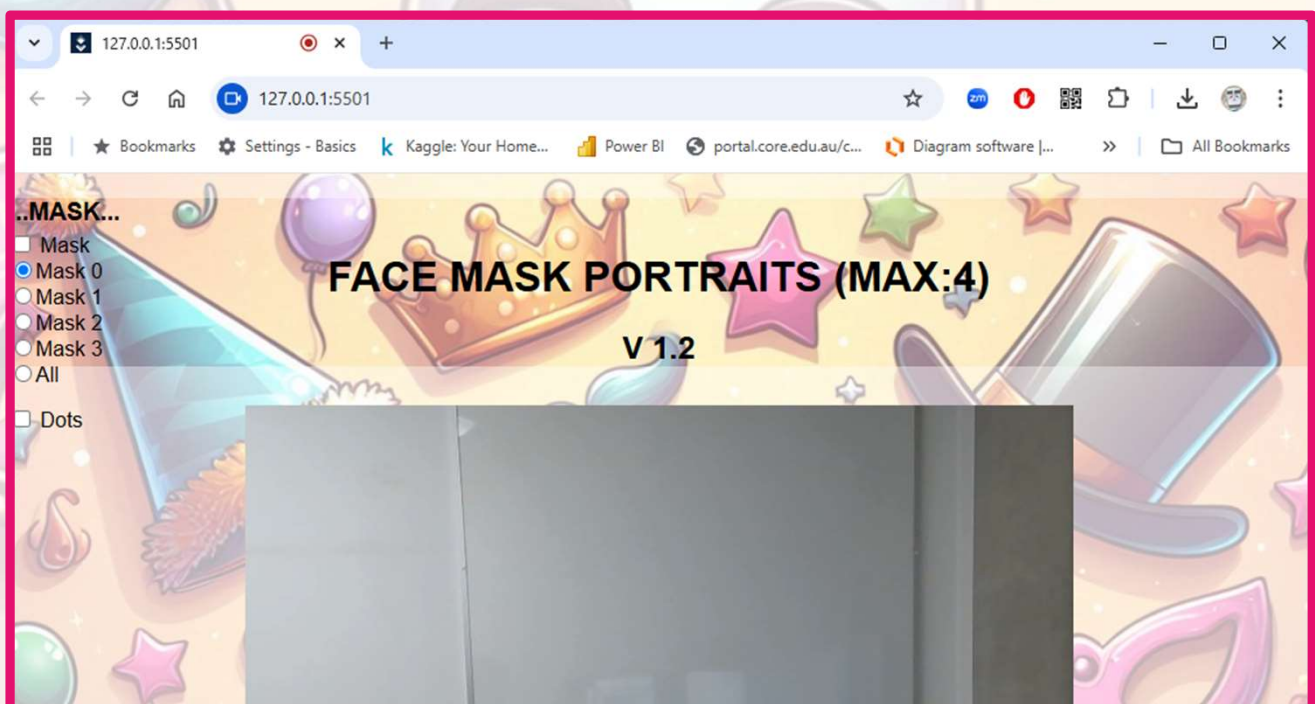 127.0.0.1:5501
127.0.0.1:5501
zm
Bookmarks Settings - Basics k Kaggle: Your Home... Power BI portal.core.edu.au/c... Diagram software |... » All Bookmarks
..MASK...
Mask
Mask 0
Mask 1
Mask 2
Mask 3
All
Dots
FACE MASK PORTRAITS (MAX:4)
V 1.2